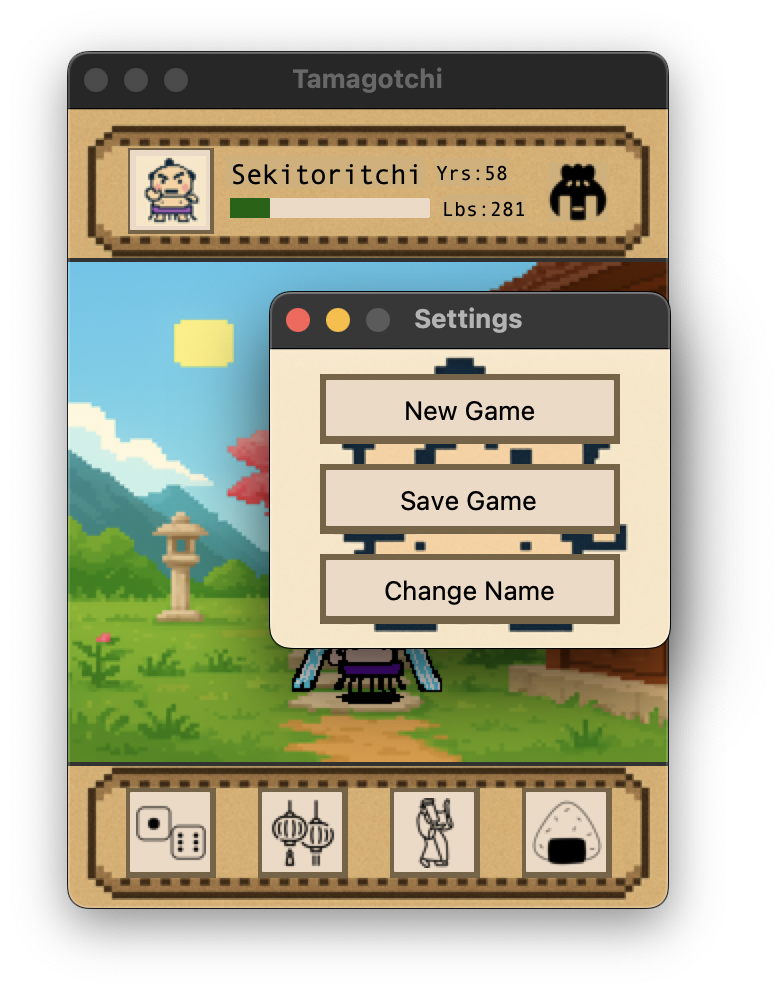 Tamagotchi
Sekitoritchi Yrs:58
Lbs:281
Settings
New Game
Save Game
Change Name